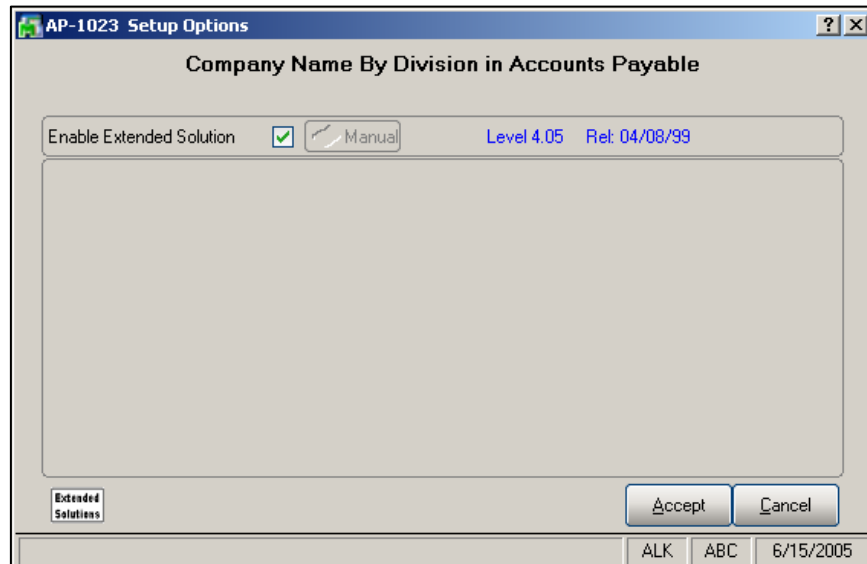 AP-1023 Setup Options
Company Name By Division in Accounts Payable
Enable Extended Solution Manual Level 4.05 Rel: 04/08/99
Extended
Solutions
Accept Cancel
ALK ABC 6/15/2005